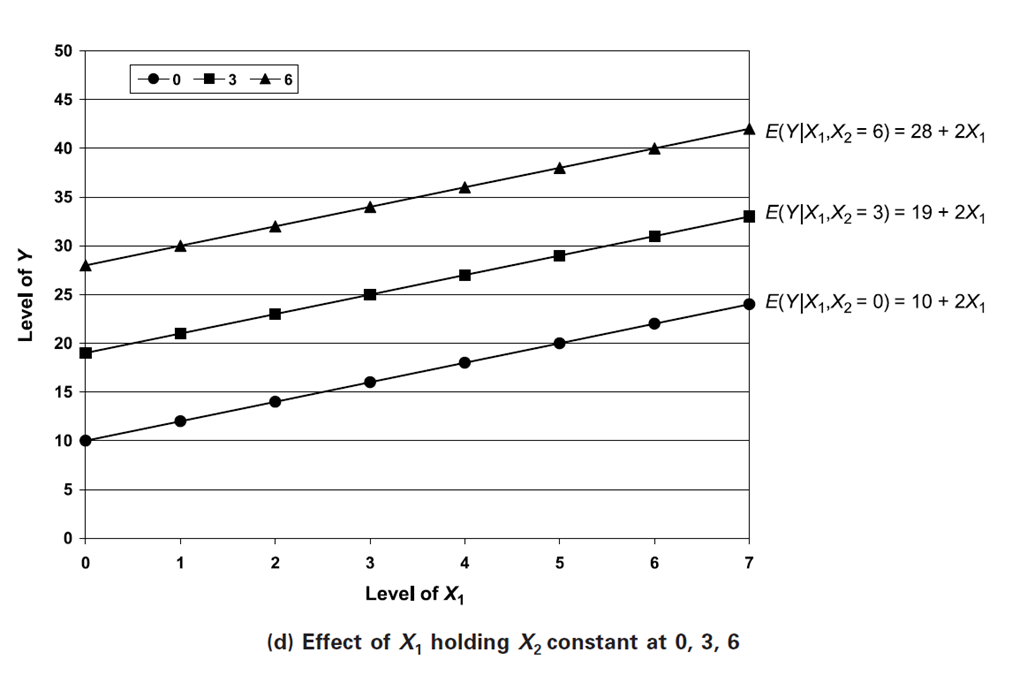 50
0 3 6
45
E(Y|X₁,X₂ = 6) = 28 + 2X₁
40
35
E(Y|X₁,X₂ = 3) = 19 + 2X₁
30
Level of Y
25
E(Y|X₁,X₂ = 0) = 10 + 2X₁
20
15
10
5
0
0 1 2 3 4 5 6 7
Level of X₁
(d) Effect of X₁ holding X₂ constant at 0, 3, 6